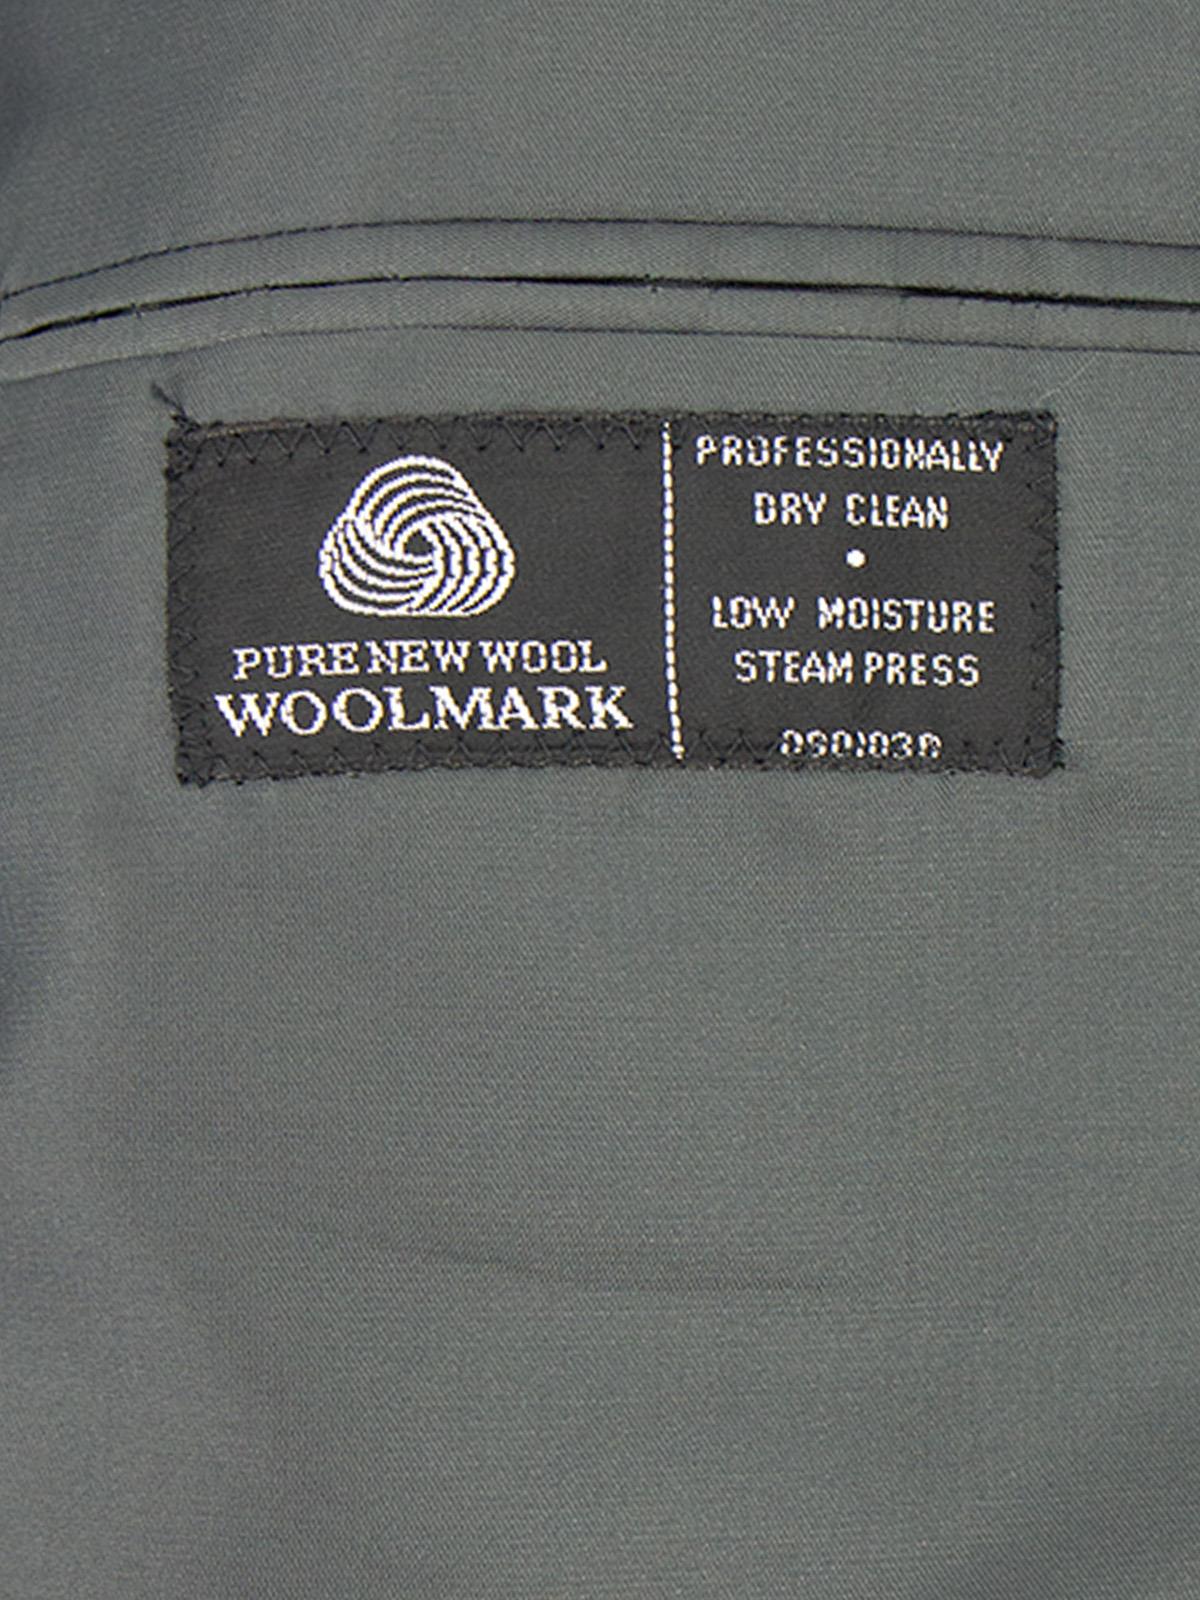 PURE NEW WOOL
WOOLMARK
PROFESSIONALLY
DRY CLEAN
•
LOW MOISTURE
STEAM PRESS